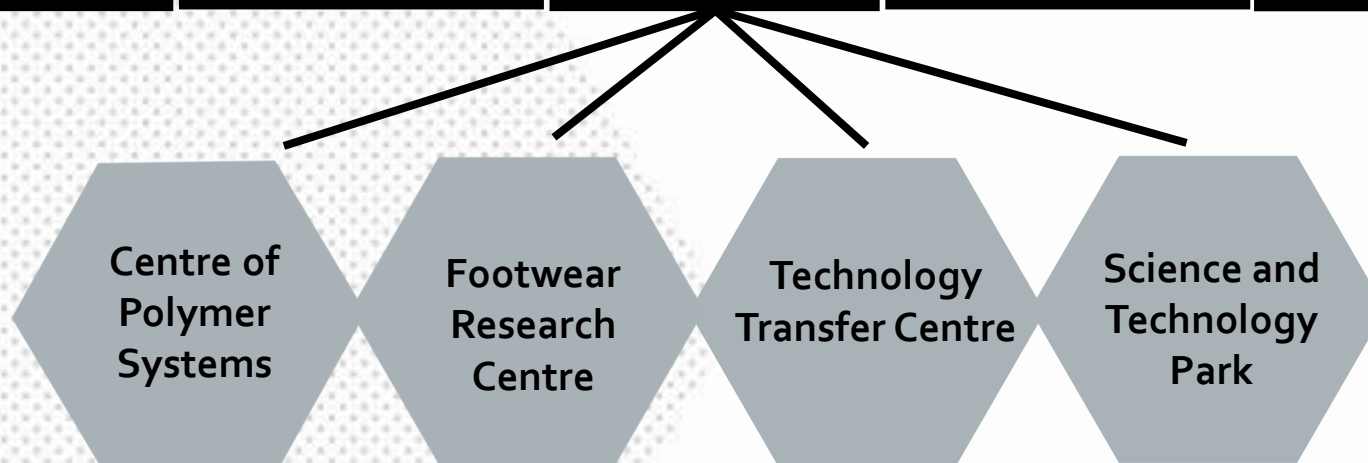 Centre of
Polymer
Systems
Footwear
Research
Centre
Technology
Transfer Centre
Science and
Technology
Park